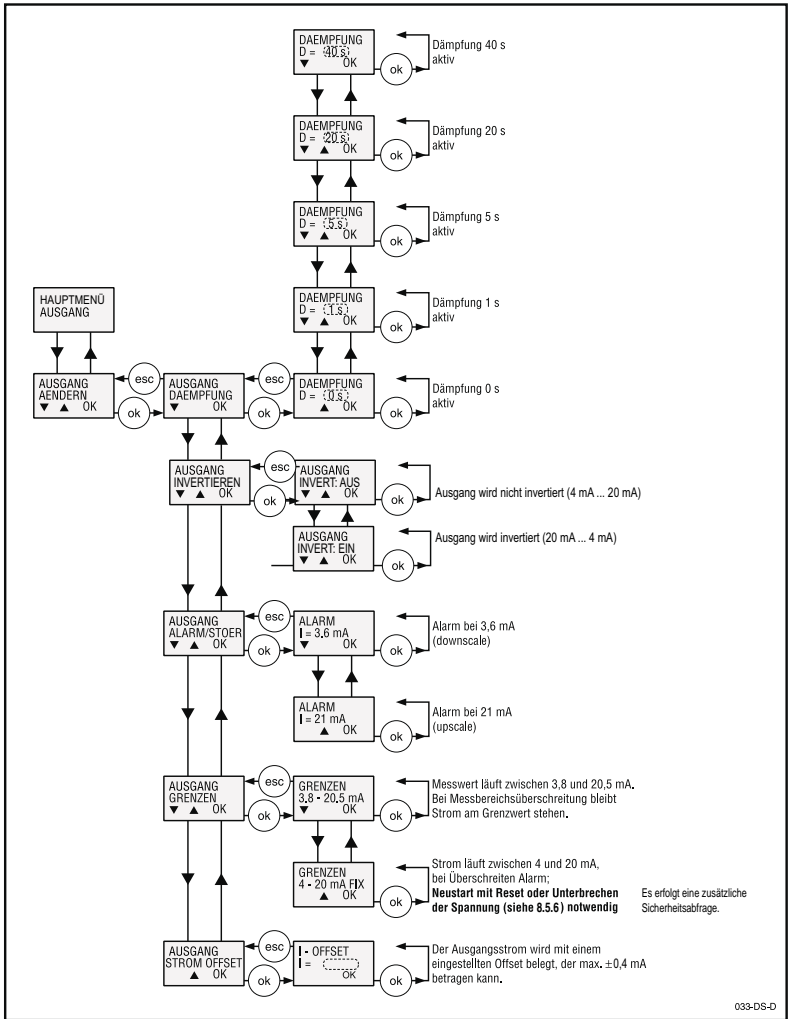 DAEMPFUNG
D = 40 s
▼ OK
ok
Dämpfung 40 s
aktiv
DAEMPFUNG
D = 20 s
▼ ▲ OK
ok
Dämpfung 20 s
aktiv
DAEMPFUNG
D = 5 s
▼ ▲ OK
ok
Dämpfung 5 s
aktiv
HAUPTMENÜ
AUSGANG
DAEMPFUNG
D = 1 s
▼ ▲ OK
ok
Dämpfung 1 s
aktiv
AUSGANG
AENDERN
▼ ▲ OK
esc
ok
AUSGANG
DAEMPFUNG
▼ OK
esc
ok
DAEMPFUNG
D = 0 s
▲ OK
ok
Dämpfung 0 s
aktiv
AUSGANG
INVERTIEREN
▼ ▲ OK
esc
ok
AUSGANG
INVERT: AUS
▼ ▲ OK
ok
Ausgang wird nicht invertiert (4 mA ... 20 mA)
AUSGANG
INVERT: EIN
▼ ▲ OK
ok
Ausgang wird invertiert (20 mA ... 4 mA)
AUSGANG
ALARM/STOER
▼ ▲ OK
esc
ok
ALARM
I = 3.6 mA
▼ OK
ok
Alarm bei 3,6 mA
(downscale)
ALARM
I = 21 mA
▲ OK
ok
Alarm bei 21 mA
(upscale)
AUSGANG
GRENZEN
▼ ▲ OK
esc
ok
GRENZEN
3.8 - 20.5 mA
▼ OK
ok
Messwert läuft zwischen 3,8 und 20,5 mA.
Bei Messbereichsüberschreitung bleibt
Strom am Grenzwert stehen.
GRENZEN
4 - 20 mA FIX
▲ OK
ok
Strom läuft zwischen 4 und 20 mA,
bei Überschreiten Alarm;
Neustart mit Reset oder Unterbrechen
der Spannung (siehe 8.5.6) notwendig
Es erfolgt eine zusätzliche
Sicherheitsabfrage.
AUSGANG
STROM OFFSET
▲ OK
esc
ok
I - OFFSET
I =
OK
ok
Der Ausgangsstrom wird mit einem
eingestellten Offset belegt, der max. ±0,4 mA
betragen kann.
033-DS-D